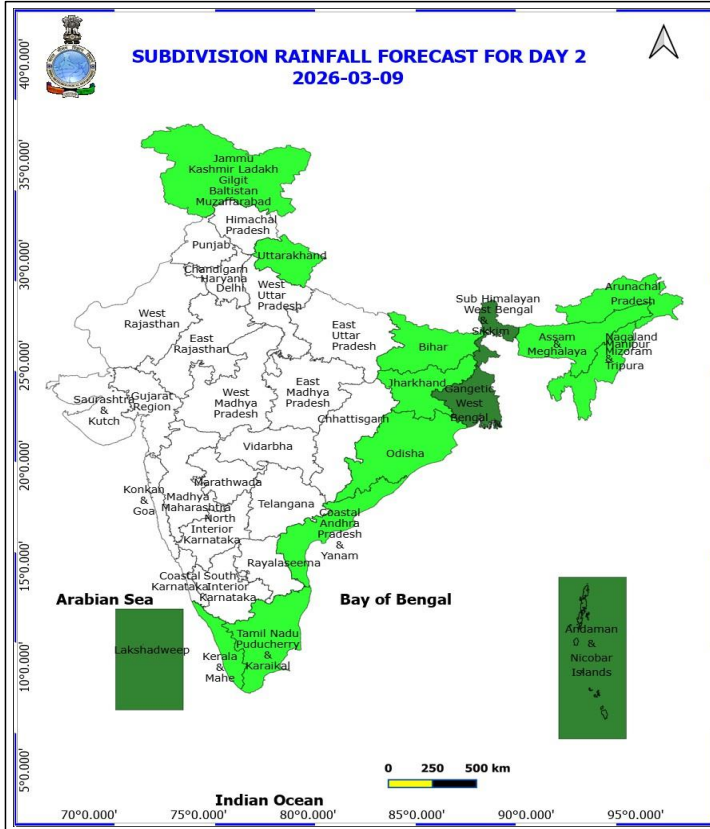 SUBDIVISION RAINFALL FORECAST FOR DAY 2
2026-03-09
40°0.000'
35°0.000'
30°0.000'
25°0.000'
20°0.000'
15°0.000'
10°0.000'
5°0.000'
Jammu
Kashmir Ladakh
Gilgit
Baltistan
Muzaffarabad
Himachal
Pradesh
Punjab
Uttarakhand
Chandigarh
Haryana
Delhi
West
Uttar
Pradesh
Arunachal
Pradesh
Sub Himalayan
West Bengal
&
Sikkim
West
Rajasthan
East
Rajasthan
East
Uttar
Pradesh
Bihar
Assam
&
Meghalaya
Nagaland
Manipur
Mizoram
&
Tripura
Saurashtra
&
Kutch
Gujarat
Region
West
Madhya
Pradesh
East
Madhya
Pradesh
Jharkhand
Gangetic
West
Bengal
Chhattisgarh
Vidarbha
Odisha
Konkan
&
Goa
Marathwada
Madhya
Maharashtra
Telangana
North
Interior
Karnataka
Coastal
Andhra
Pradesh
&
Yanam
Rayalaseema
Coastal
Karnataka
South
Interior
Karnataka
Arabian Sea
Bay of Bengal
Lakshadweep
Kerala
&
Mahe
Tamil Nadu
Puducherry
&
Karaikal
Andaman
&
Nicobar
Islands
0 250 500 km
Indian Ocean
70°0.000' 75°0.000' 80°0.000' 85°0.000' 90°0.000' 95°0.000'